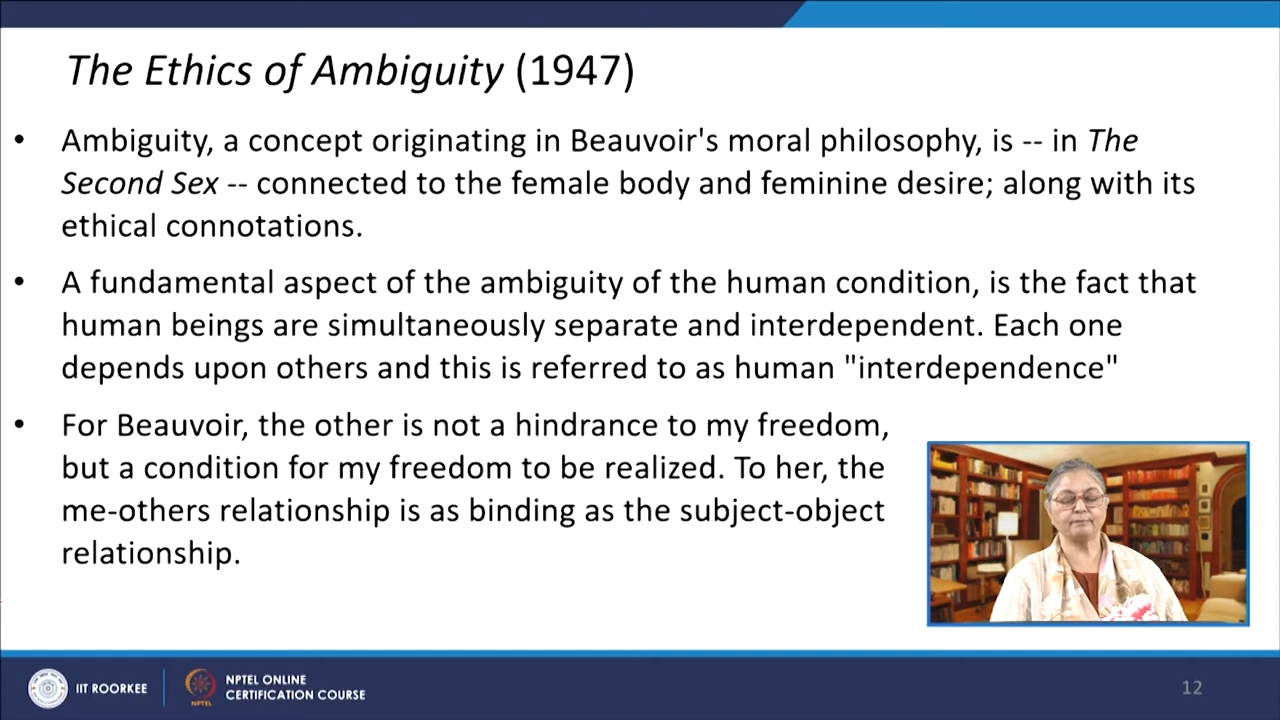 The Ethics of Ambiguity (1947)
• Ambiguity, a concept originating in Beauvoir's moral philosophy, is -- in The
Second Sex -- connected to the female body and feminine desire; along with its
ethical connotations.
• A fundamental aspect of the ambiguity of the human condition, is the fact that
human beings are simultaneously separate and interdependent. Each one
depends upon others and this is referred to as human "interdependence"
• For Beauvoir, the other is not a hindrance to my freedom,
but a condition for my freedom to be realized. To her, the
me-others relationship is as binding as the subject-object
relationship.
IIT ROORKEE
NPTEL
NPTEL ONLINE
CERTIFICATION COURSE
12